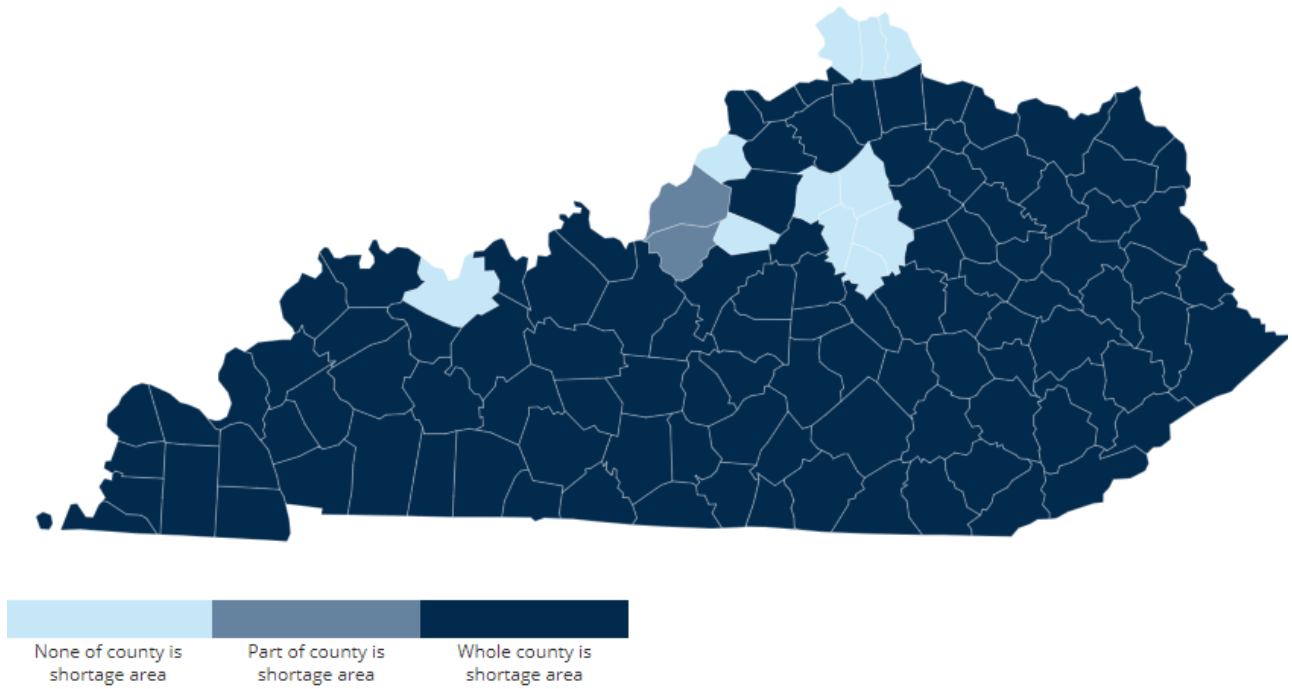 None of county is
shortage area
Part of county is
shortage area
Whole county is
shortage area